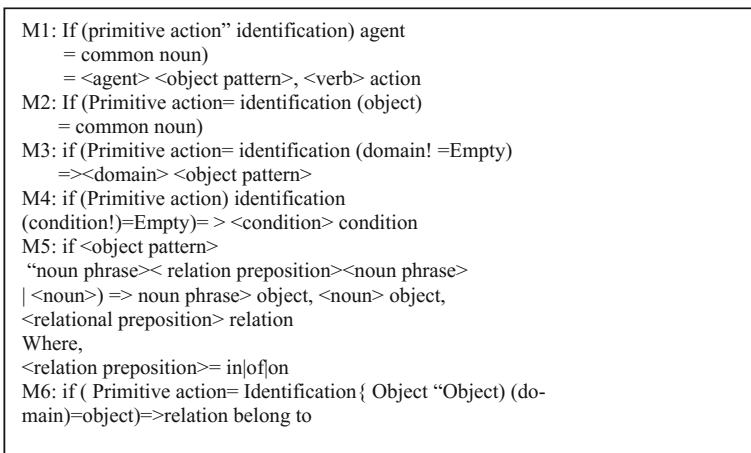 M1: If (primitive action” identification) agent
= common noun)
= <agent> <object pattern>, <verb> action
M2: If (Primitive action= identification (object)
= common noun)
M3: if (Primitive action= identification (domain! =Empty)
=><domain> <object pattern>
M4: if (Primitive action) identification
(condition!)=Empty)= > <condition> condition
M5: if <object pattern>
“noun phrase>< relation preposition><noun phrase>
| <noun>) => noun phrase> object, <noun> object,
<relational preposition> relation
Where,
<relation preposition>= in|of|on
M6: if ( Primitive action= Identification{ Object “Object) (do-
main)=object)=>relation belong to